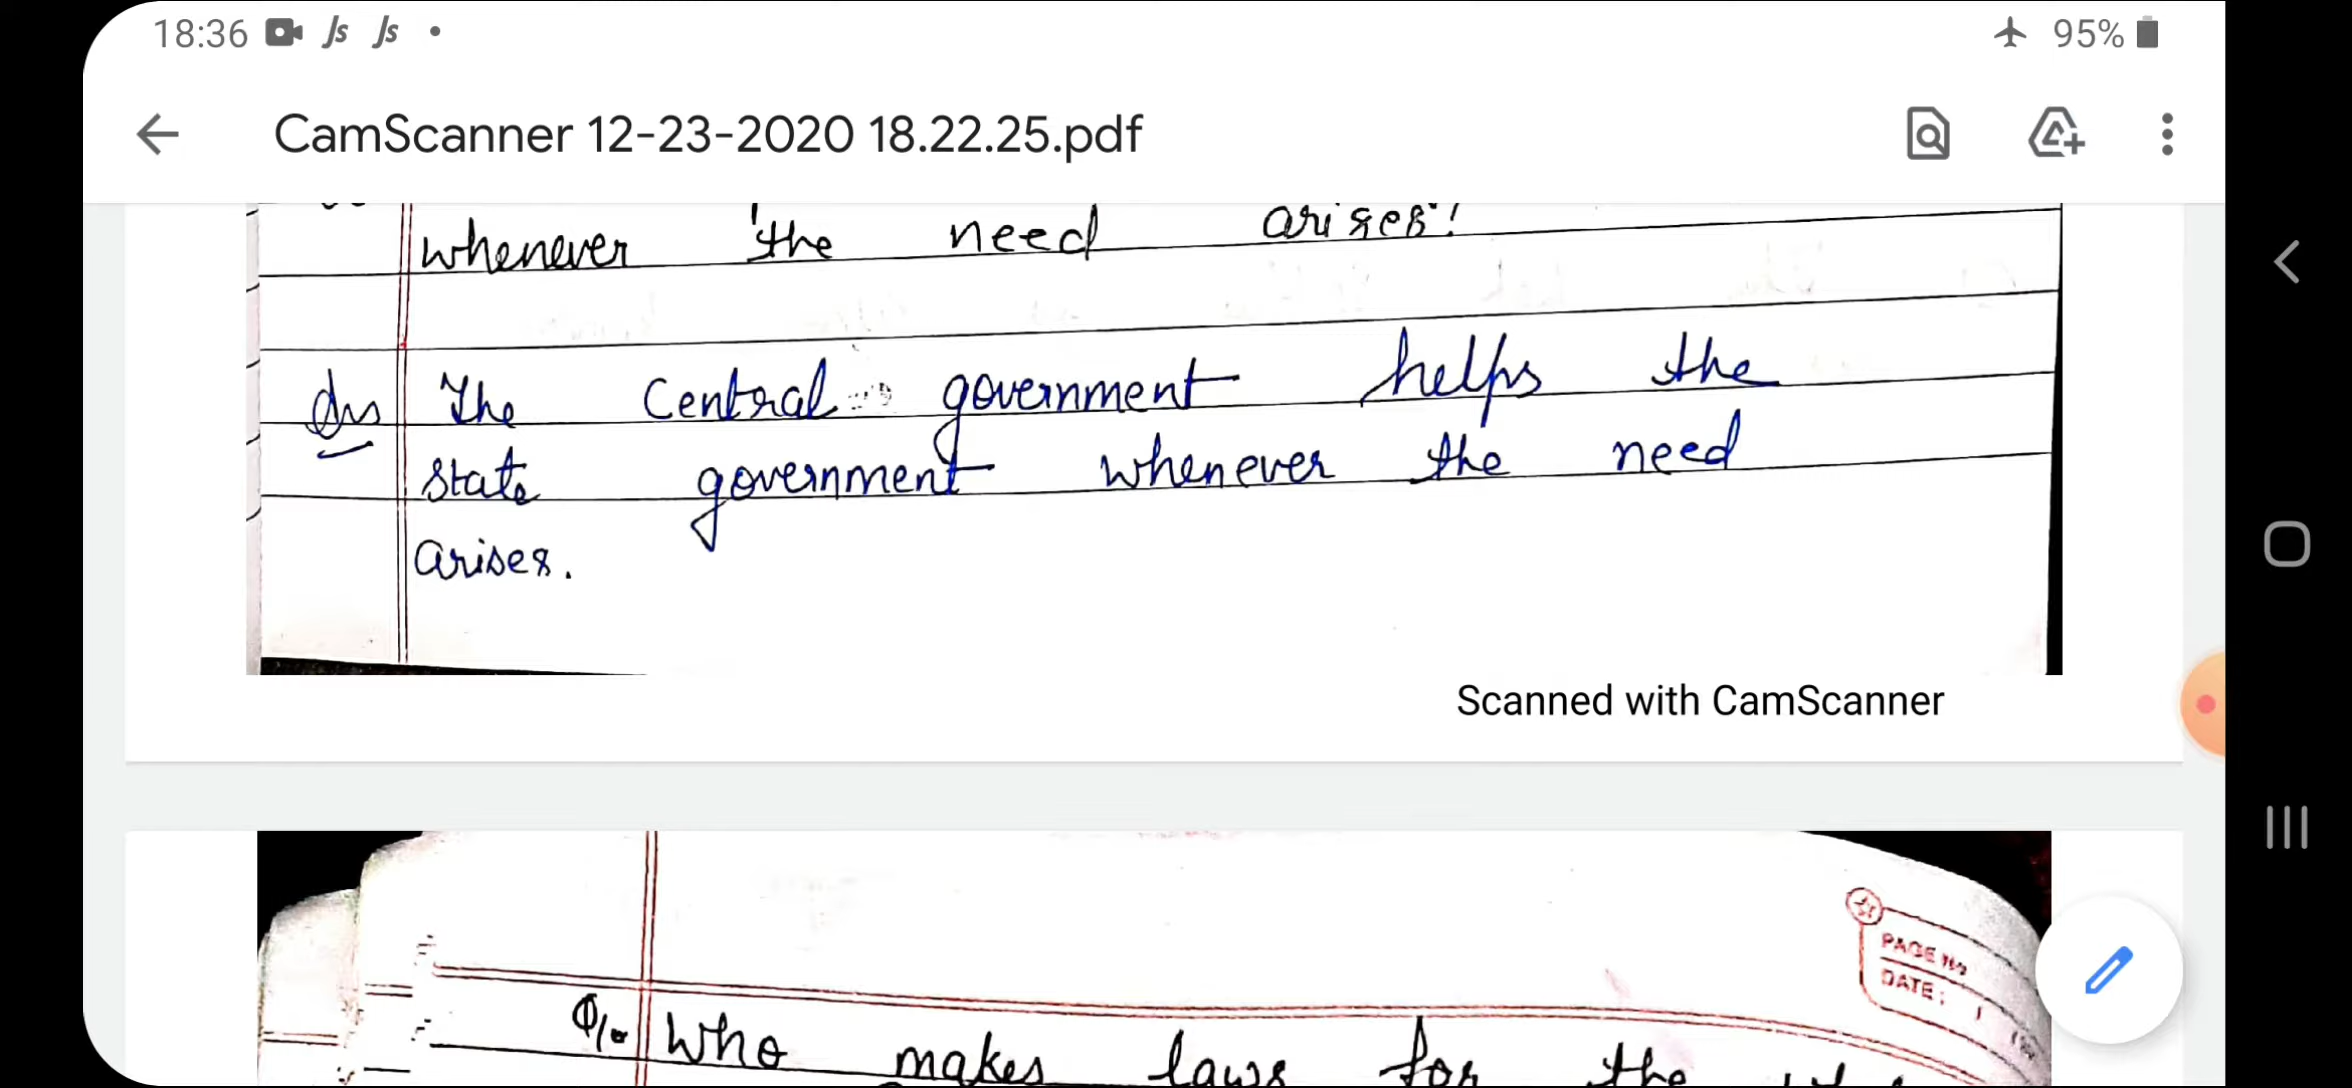 18:36 Js Js
95%
CamScanner 12-23-2020 18.22.25.pdf
whenever the need arises?
Ans The Central government helps the
state government whenever the need
arises.
Scanned with CamScanner
PAGE No
DATE:
Who makes laws for the